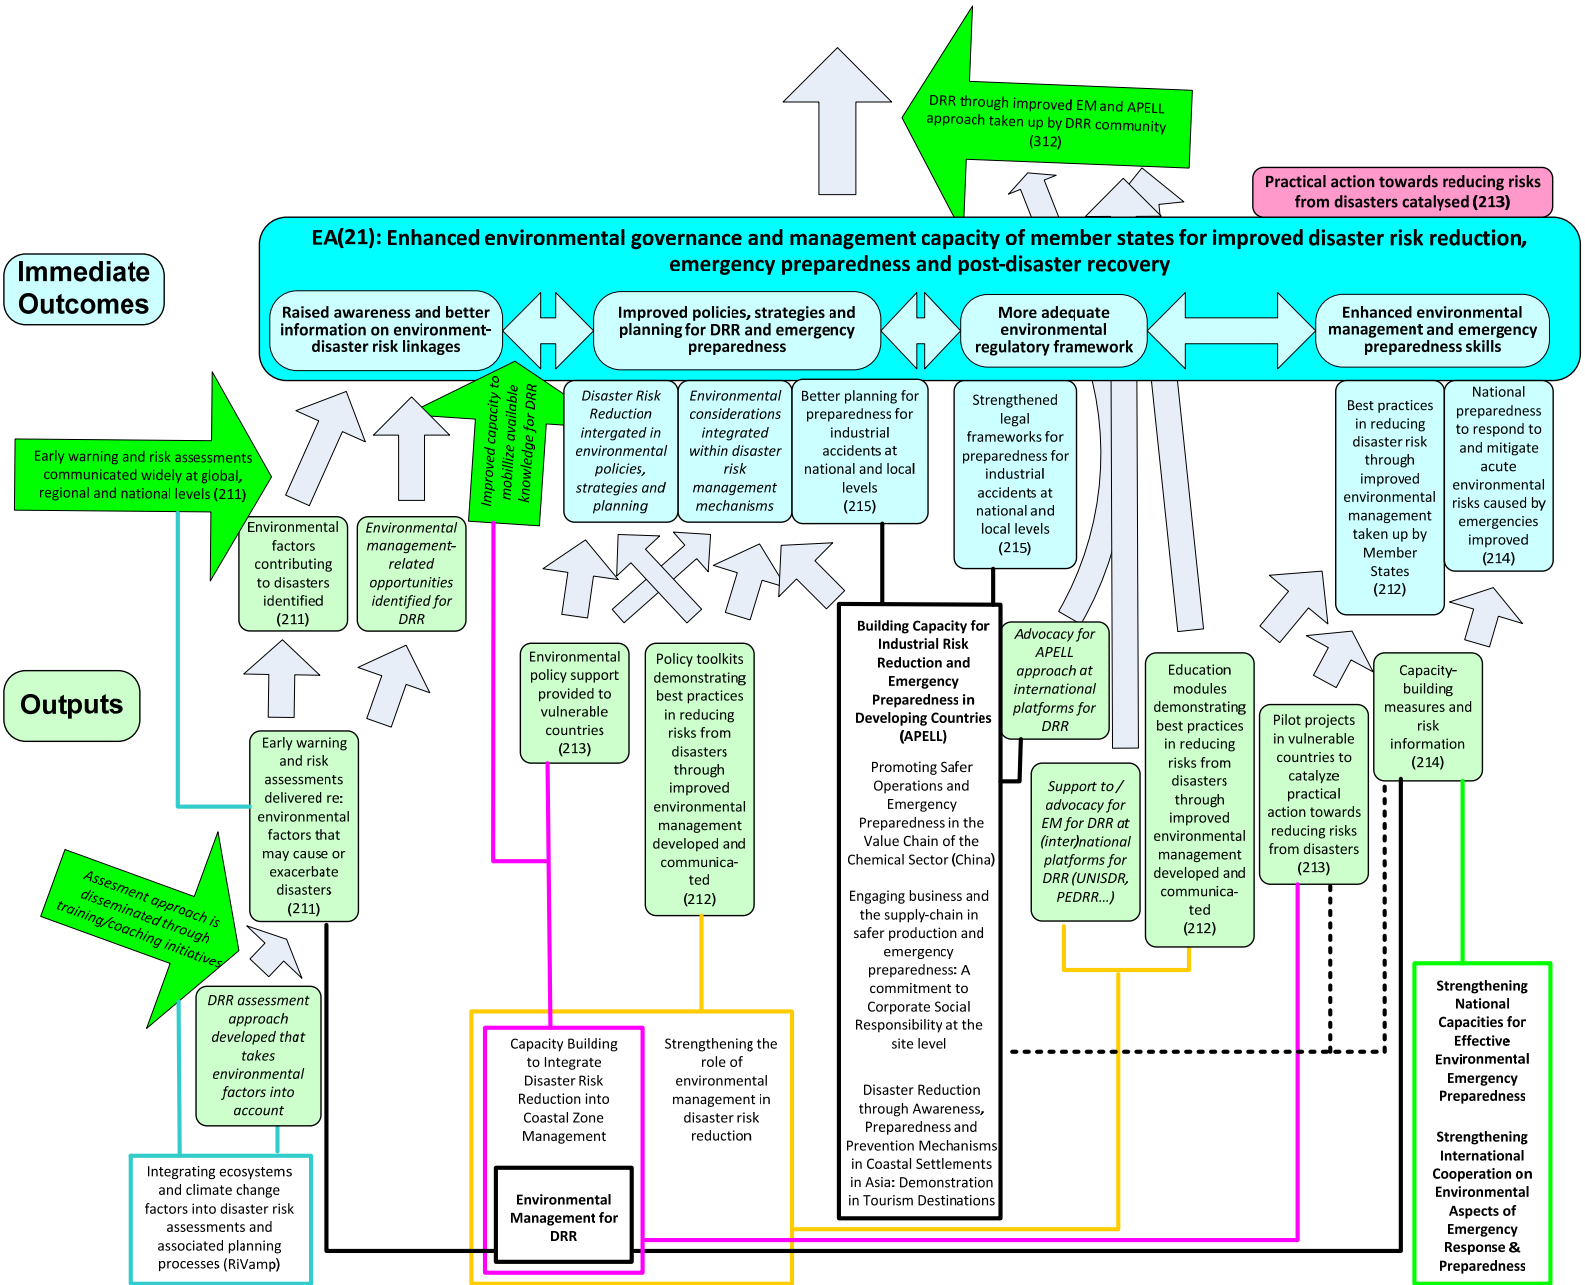 DRR through improved EM and APELL
approach taken up by DRR community
(312)
Practical action towards reducing risks
from disasters catalysed (213)
Immediate
Outcomes
EA(21): Enhanced environmental governance and management capacity of member states for improved disaster risk reduction,
emergency preparedness and post-disaster recovery
Raised awareness and better
information on environment-
disaster risk linkages
Improved policies, strategies and
planning for DRR and emergency
preparedness
More adequate
environmental
regulatory framework
Enhanced environmental
management and emergency
preparedness skills
Early warning and risk assessments
communicated widely at global,
regional and national levels (211)
Improved capacity to
mobillize available
knowledge for DRR
Disaster Risk
Reduction
intergated in
environmental
policies,
strategies and
planning
Environmental
considerations
integrated
within disaster
risk
management
mechanisms
Better planning for
preparedness for
industrial
accidents at
national and local
levels
(215)
Strengthened
legal
frameworks for
preparedness for
industrial
accidents at
national and
local levels
(215)
Best practices
in reducing
disaster risk
through
improved
environmental
management
taken up by
Member
States
(212)
National
preparedness
to respond to
and mitigate
acute
environmental
risks caused by
emergencies
improved
(214)
Environmental
factors
contributing
to disasters
identified
(211)
Environmental
management-
related
opportunities
identified for
DRR
Outputs
Early warning
and risk
assessments
delivered re:
environmental
factors that
may cause or
exacerbate
disasters
(211)
Environmental
policy support
provided to
vulnerable
countries
(213)
Policy toolkits
demonstrating
best practices
in reducing
risks from
disasters
through
improved
environmental
management
developed and
communica-
ted
(212)
Building Capacity for
Industrial Risk
Reduction and
Emergency
Preparedness in
Developing Countries
(APELL)
Promoting Safer
Operations and
Emergency
Preparedness in the
Value Chain of the
Chemical Sector (China)
Engaging business and
the supply-chain in
safer production and
emergency
preparedness: A
commitment to
Corporate Social
Responsibility at the
site level
Disaster Reduction
through Awareness,
Preparedness and
Prevention Mechanisms
in Coastal Settlements
in Asia: Demonstration
in Tourism Destinations
Advocacy for
APELL
approach at
international
platforms for
DRR
Support to /
advocacy for
EM for DRR at
(inter)national
platforms for
DRR (UNISDR,
PEDRR...)
Education
modules
demonstrating
best practices
in reducing
risks from
disasters
through
improved
environmental
management
developed and
communica-
ted
(212)
Pilot projects
in vulnerable
countries to
catalyze
practical
action towards
reducing risks
from disasters
(213)
Capacity-
building
measures and
risk
information
(214)
Assesment approach is
disseminated through
training/coaching initiatives
DRR assessment
approach
developed that
takes
environmental
factors into
account
Integrating ecosystems
and climate change
factors into disaster risk
assessments and
associated planning
processes (RiVamp)
Capacity Building
to Integrate
Disaster Risk
Reduction into
Coastal Zone
Management
Strengthening the
role of
environmental
management in
disaster risk
reduction
Environmental
Management for
DRR
Strengthening
National
Capacities for
Effective
Environmental
Emergency
Preparedness
Strengthening
International
Cooperation on
Environmental
Aspects of
Emergency
Response &
Preparedness